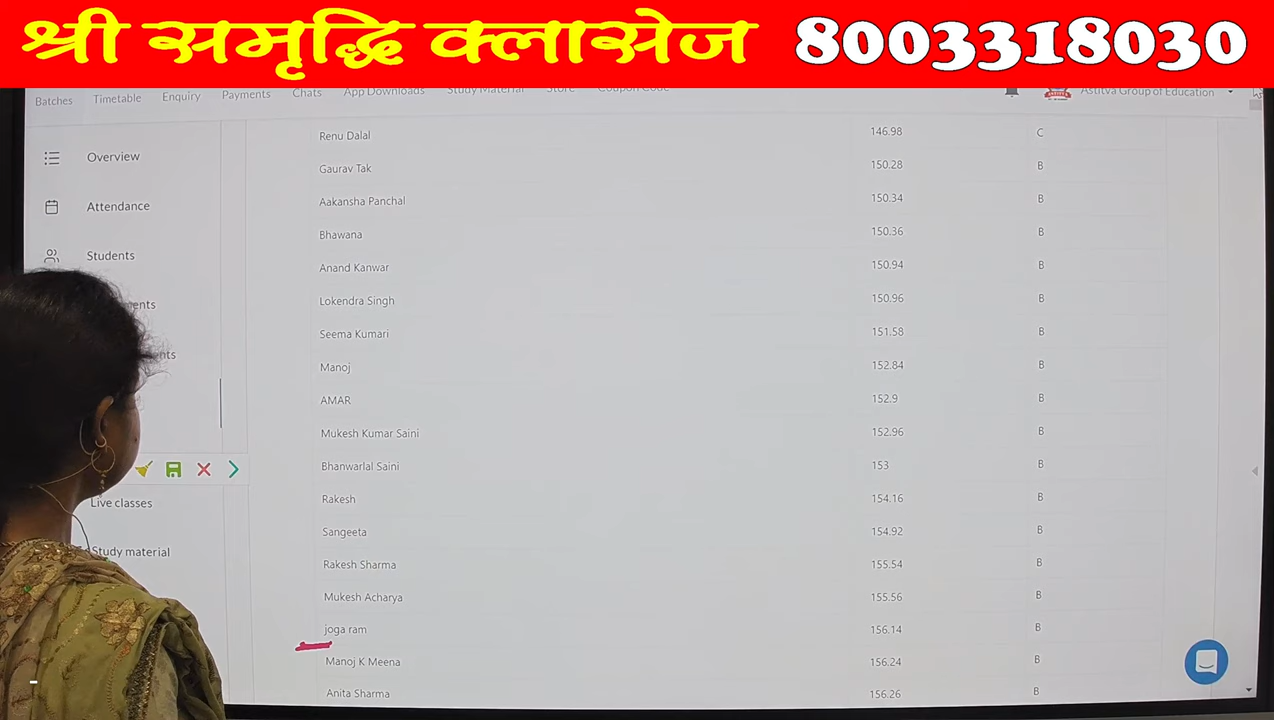 श्री समृद्धि क्लासेज 8003318030
Batches Timetable Enquiry Payments Chats App Downloads Study Material Store Coupon Code Astitva Group of Education
Overview
Attendance
Students
Live classes
Study material
Renu Dalal 146.98 C
Gaurav Tak 150.28 B
Aakansha Panchal 150.34 B
Bhawana 150.36 B
Anand Kanwar 150.94 B
Lokendra Singh 150.96 B
Seema Kumari 151.58 B
Manoj 152.84 B
AMAR 152.9 B
Mukesh Kumar Saini 152.96 B
Bhanwarlal Saini 153 B
Rakesh 154.16 B
Sangeeta 154.92 B
Rakesh Sharma 155.54 B
Mukesh Acharya 155.56 B
joga ram 156.14 B
Manoj K Meena 156.24 B
Anita Sharma 156.26 B